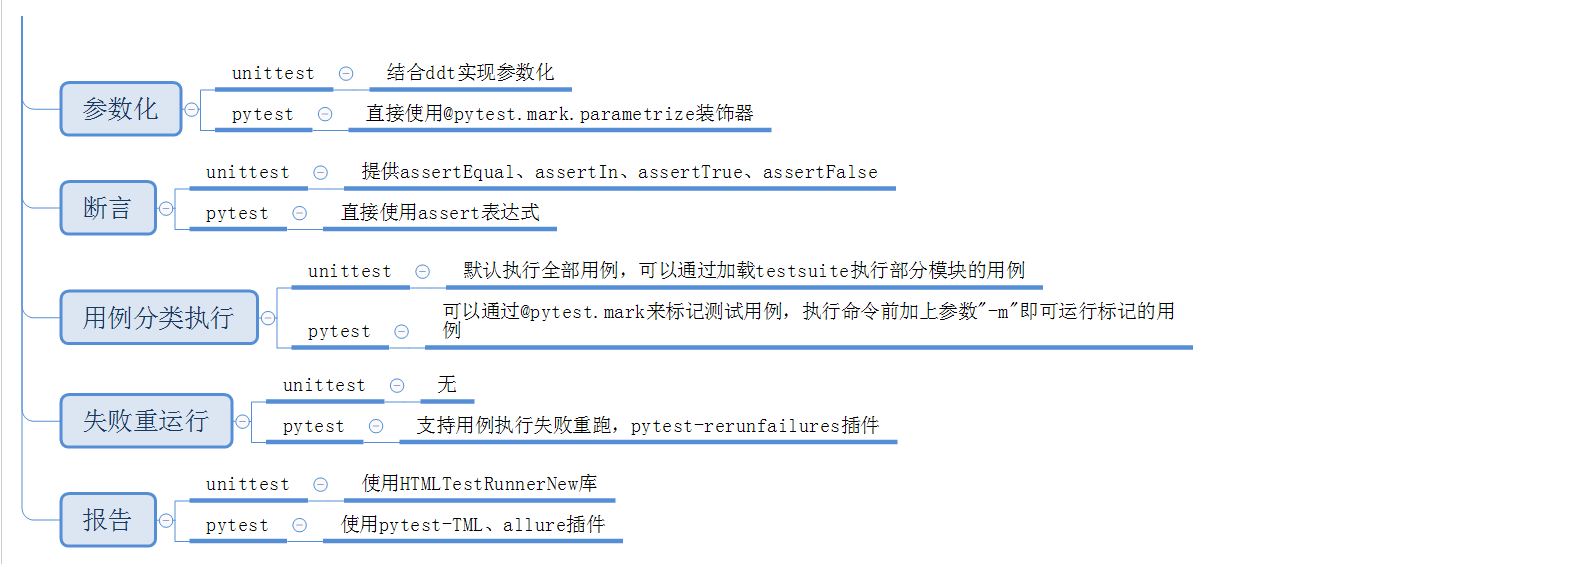 参数化
unittest
结合ddt实现参数化
pytest
直接使用@pytest.mark.parametrize装饰器
断言
unittest
提供assertEqual、assertIn、assertTrue、assertFalse
pytest
直接使用assert表达式
用例分类执行
unittest
默认执行全部用例，可以通过加载testsuite执行部分模块的用例
pytest
可以通过@pytest.mark来标记测试用例，执行命令前加上参数"-m"即可运行标记的用
例
失败重运行
unittest
无
pytest
支持用例执行失败重跑，pytest-rerunfailures插件
报告
unittest
使用HTMLTestRunnerNew库
pytest
使用pytest-TML、allure插件